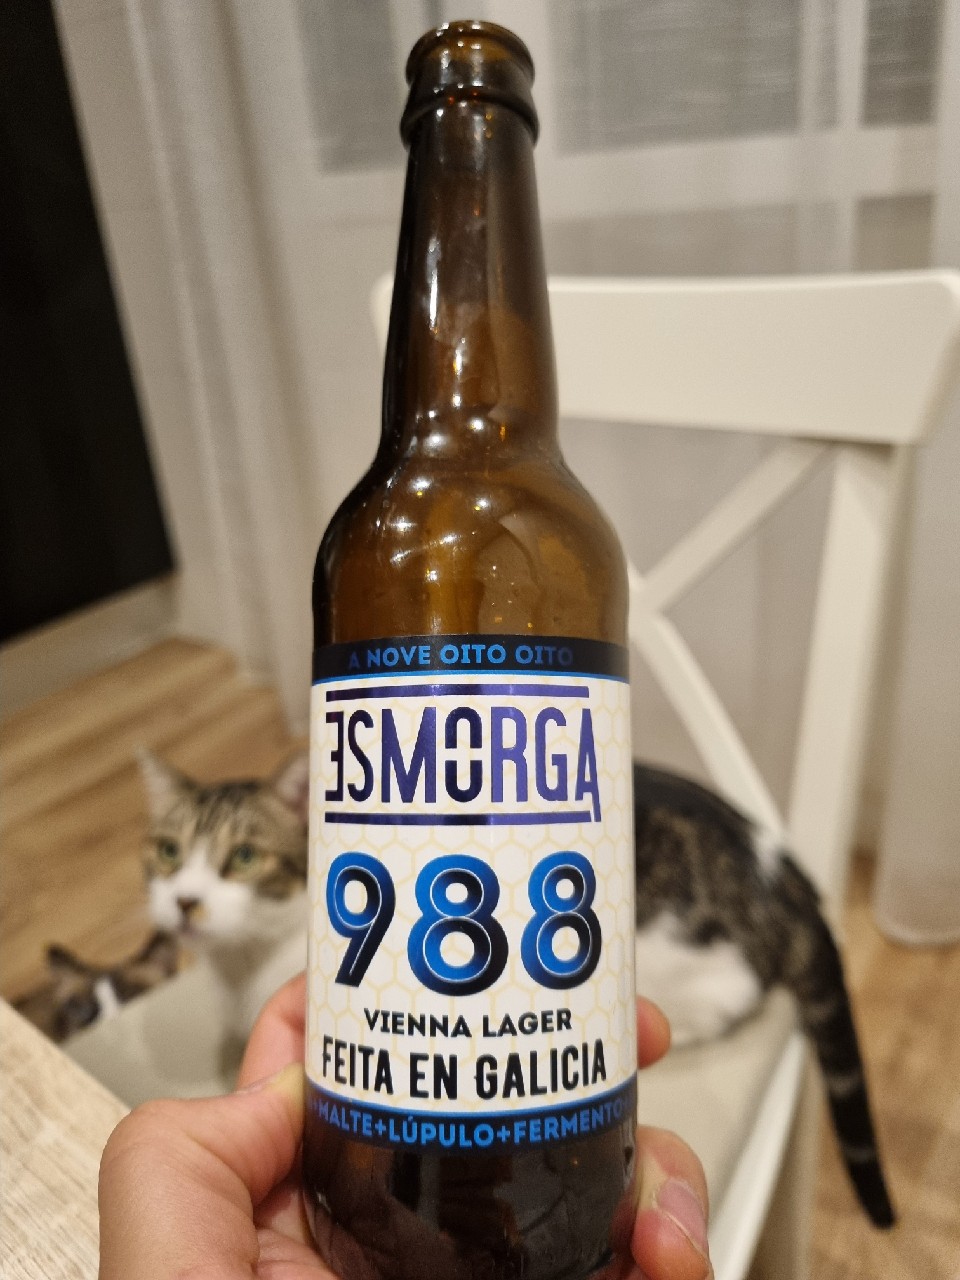 A NOVE OITO OITO
ESMORGA
988
VIENNA LAGER
FEITA EN GALICIA
+MALTE+LÚPULO+FERMENTO